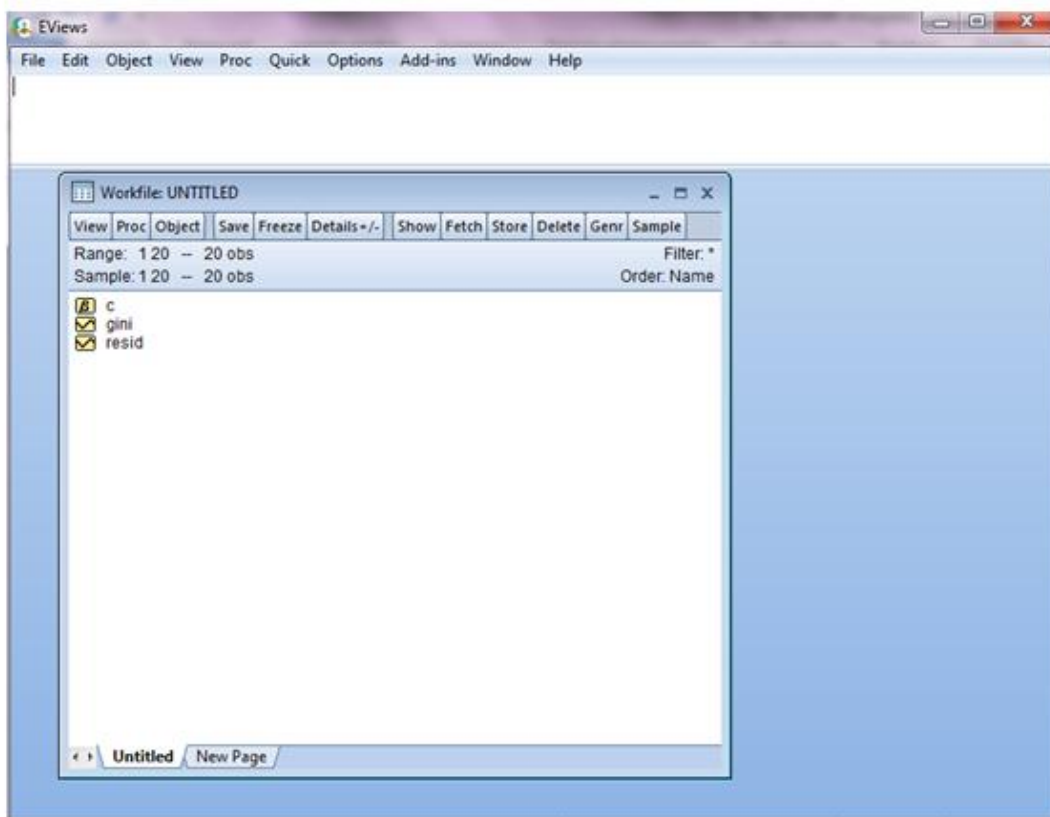 EViews
File Edit Object View Proc Quick Options Add-ins Window Help
Workfile: UNTITLED
View Proc Object Save Freeze Details+/- Show Fetch Store Delete Genr Sample
Range: 1 20 -- 20 obs Filter: *
Sample: 1 20 -- 20 obs Order: Name
β c
gini
resid
Untitled New Page